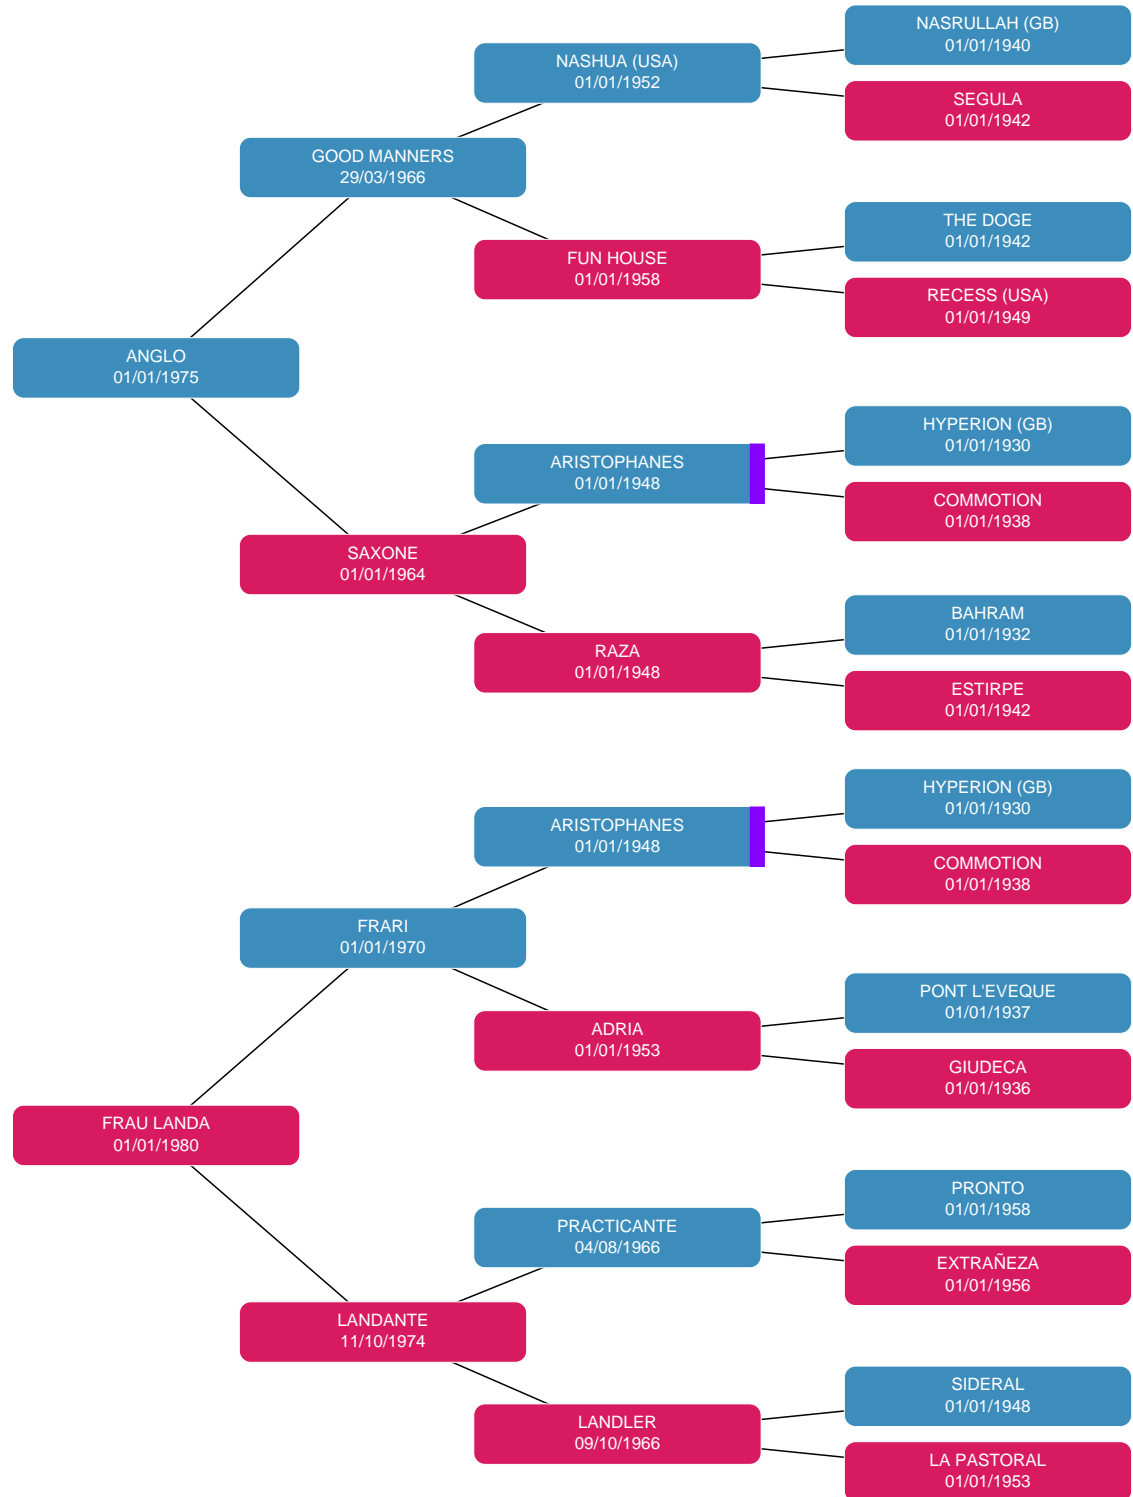 NASRULLAH (GB)
01/01/1940
NASHUA (USA)
01/01/1952
SEGULA
01/01/1942
GOOD MANNERS
29/03/1966
THE DOGE
01/01/1942
FUN HOUSE
01/01/1958
RECESS (USA)
01/01/1949
ANGLO
01/01/1975
HYPERION (GB)
01/01/1930
ARISTOPHANES
01/01/1948
COMMOTION
01/01/1938
SAXONE
01/01/1964
BAHRAM
01/01/1932
RAZA
01/01/1948
ESTIRPE
01/01/1942
HYPERION (GB)
01/01/1930
ARISTOPHANES
01/01/1948
COMMOTION
01/01/1938
FRARI
01/01/1970
PONT L'EVEQUE
01/01/1937
ADRIA
01/01/1953
GIUDECA
01/01/1936
FRAU LANDA
01/01/1980
PRONTO
01/01/1958
PRACTICANTE
04/08/1966
EXTRAÑEZA
01/01/1956
LANDANTE
11/10/1974
SIDERAL
01/01/1948
LANDLER
09/10/1966
LA PASTORAL
01/01/1953